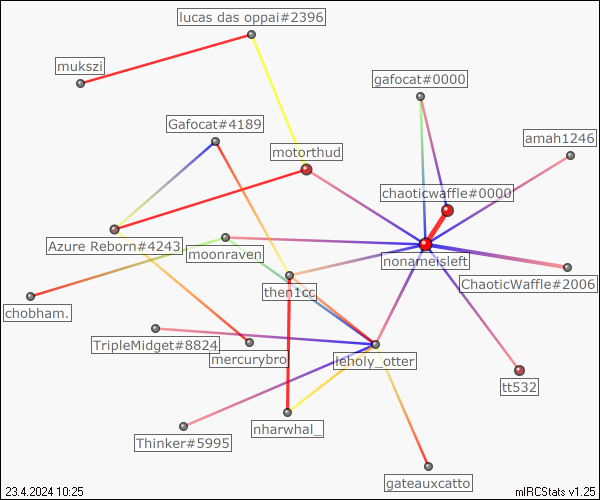 lucas das oppai#2396
mukszi
gafocat#0000
Gafocat#4189
amah1246
motorthud
chaoticwaffle#0000
Azure Reborn#4243
moonraven
nonameisleft
ChaoticWaffle#2006
then1cc
chobham.
TripleMidget#8824
mercurybro
leholy_otter
tt532
Thinker#5995
nharwhal_
gateauxcatto
23.4.2024 10:25
mIRCStats v1.25